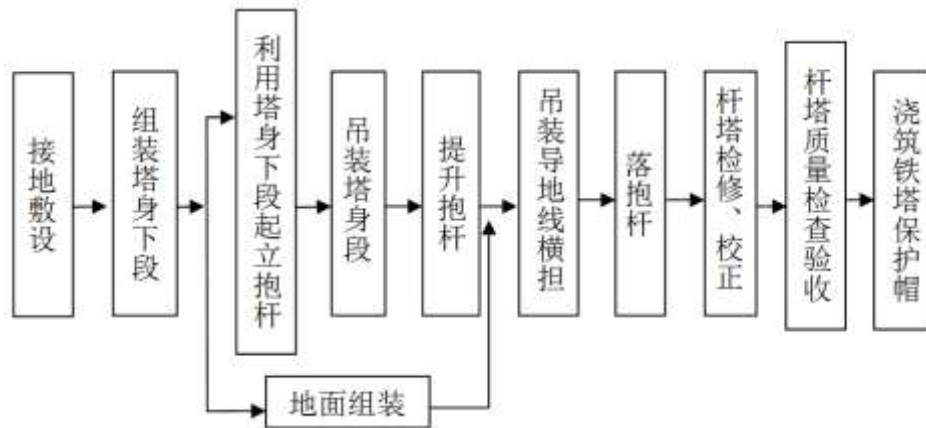 接地敷设
组装塔身下段
利用塔身下段起立抱杆
吊装塔身段
提升抱杆
吊装导地线横担
落抱杆
杆塔检修、校正
杆塔质量检查验收
浇筑铁塔保护帽
地面组装